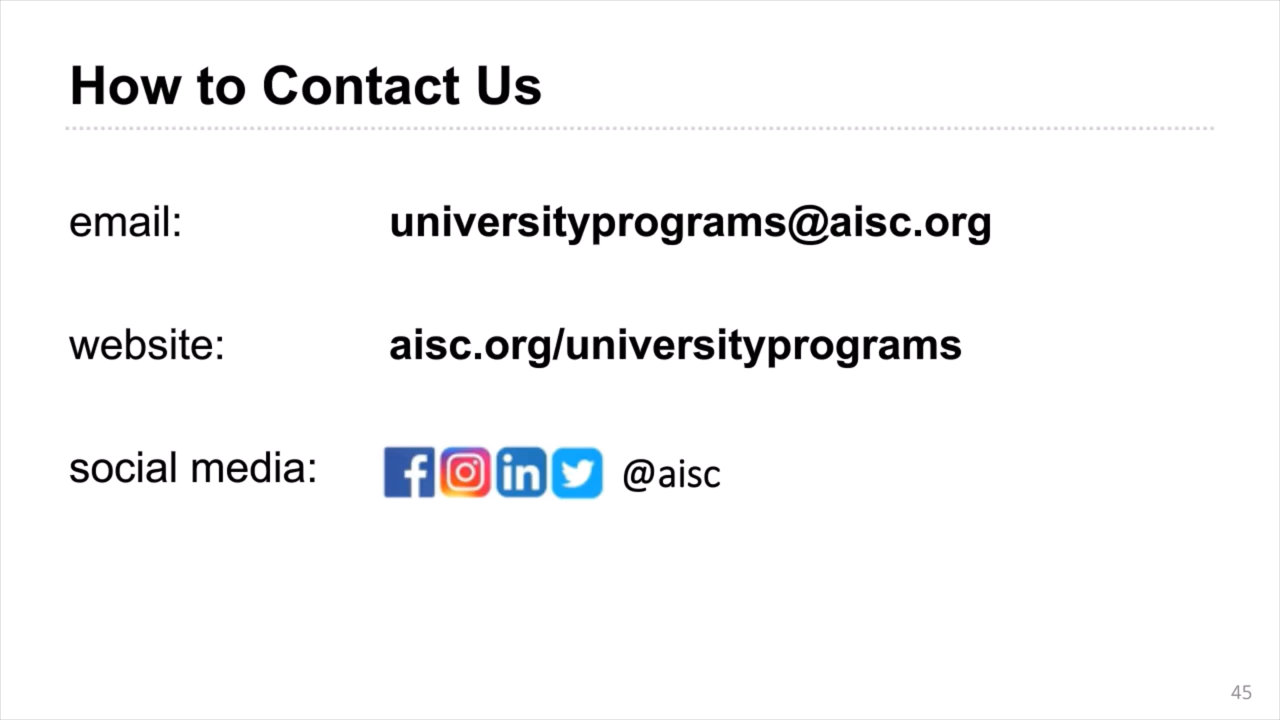 How to Contact Us
email: universityprograms@aisc.org
website: aisc.org/universityprograms
social media: @aisc
45